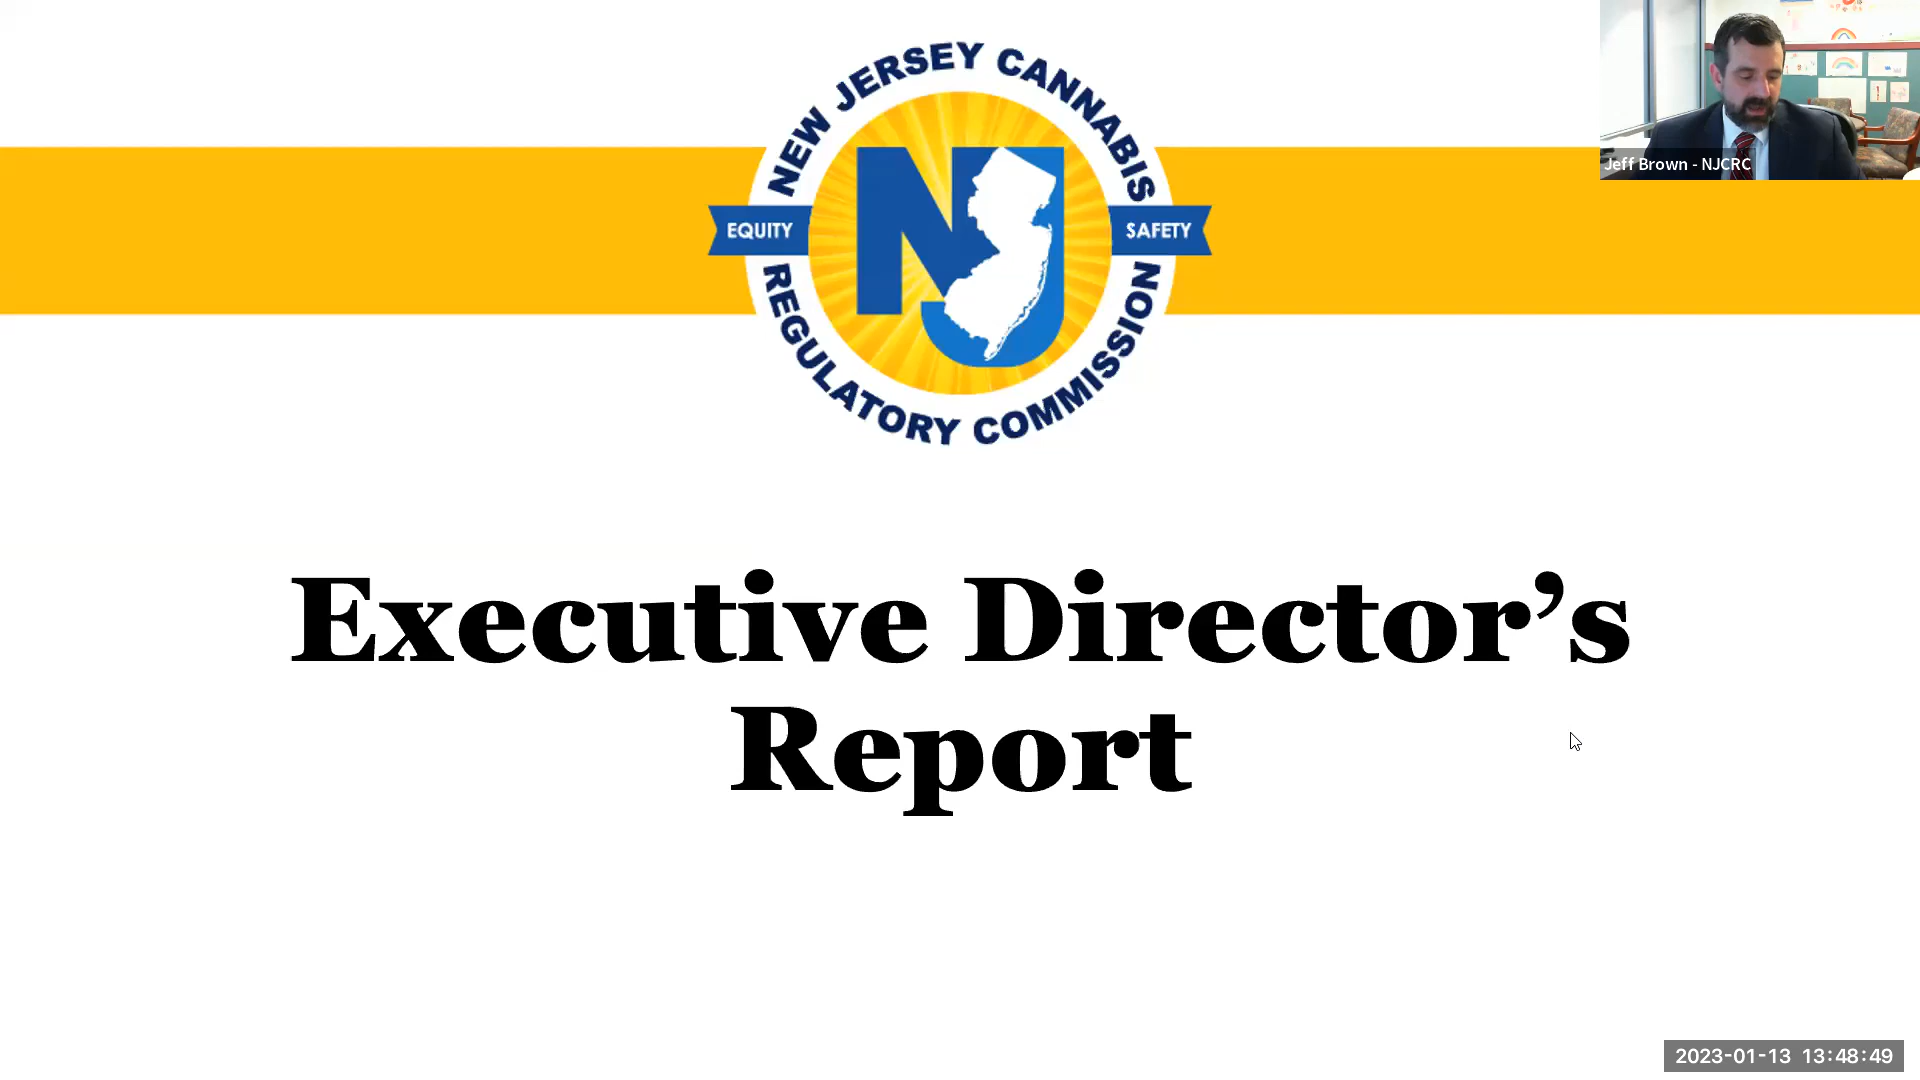 NEW JERSEY CANNABIS
EQUITY
NJ
SAFETY
REGULATORY COMMISSION
Jeff Brown - NJCRC
Executive Director’s
Report
2023-01-13 13:48:49